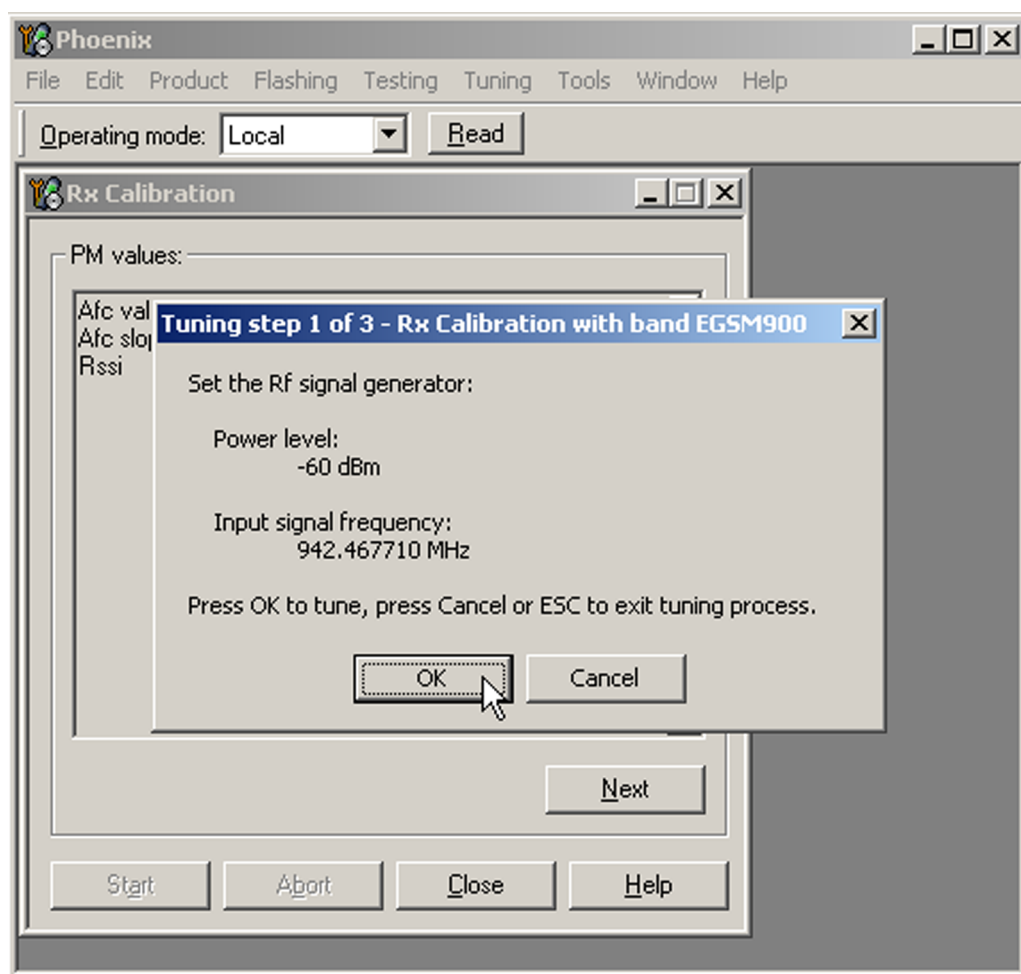 Phoenix
File Edit Product Flashing Testing Tuning Tools Window Help
Operating mode: Local Read
Rx Calibration
PM values:
Afc val
Afc slo
Rssi
Tuning step 1 of 3 - Rx Calibration with band EGSM900
Set the Rf signal generator:
Power level:
-60 dBm
Input signal frequency:
942.467710 MHz
Press OK to tune, press Cancel or ESC to exit tuning process.
OK Cancel
Next
Start Abort Close Help